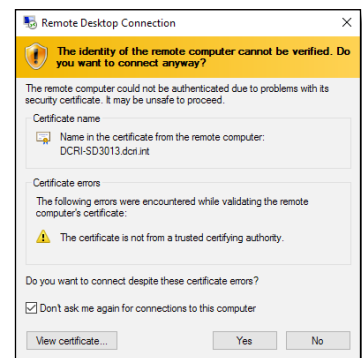 Remote Desktop Connection
The identity of the remote computer cannot be verified. Do
you want to connect anyway?
The remote computer could not be authenticated due to problems with its
security certificate. It may be unsafe to proceed.
Certificate name
Name in the certificate from the remote computer:
DCRI-SD3013.dcri.int
Certificate errors
The following errors were encountered while validating the remote
computer's certificate:
The certificate is not from a trusted certifying authority.
Do you want to connect despite these certificate errors?
Don't ask me again for connections to this computer
View certificate... Yes No